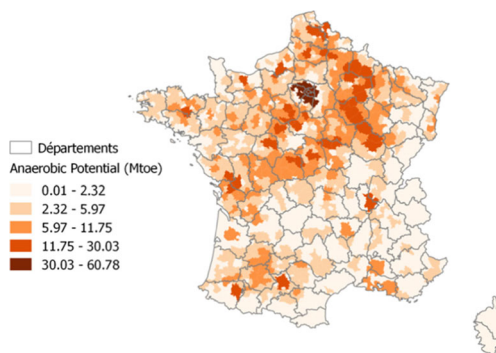 Départements
Anaerobic Potential (Mtoe)
0.01 - 2.32
2.32 - 5.97
5.97 - 11.75
11.75 - 30.03
30.03 - 60.78